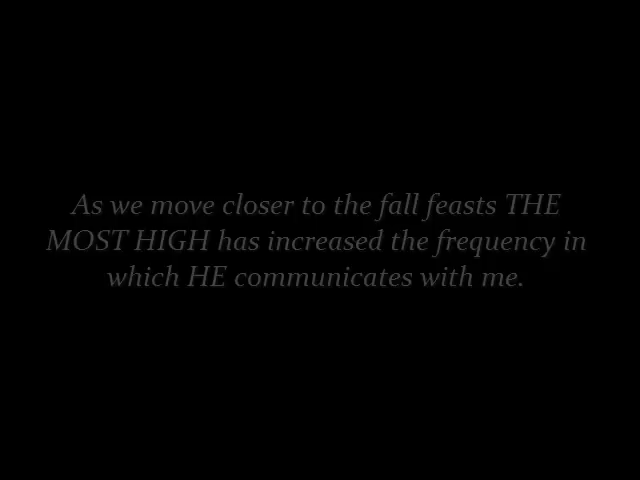 As we move closer to the fall feasts THE
MOST HIGH has increased the frequency in
which HE communicates with me.